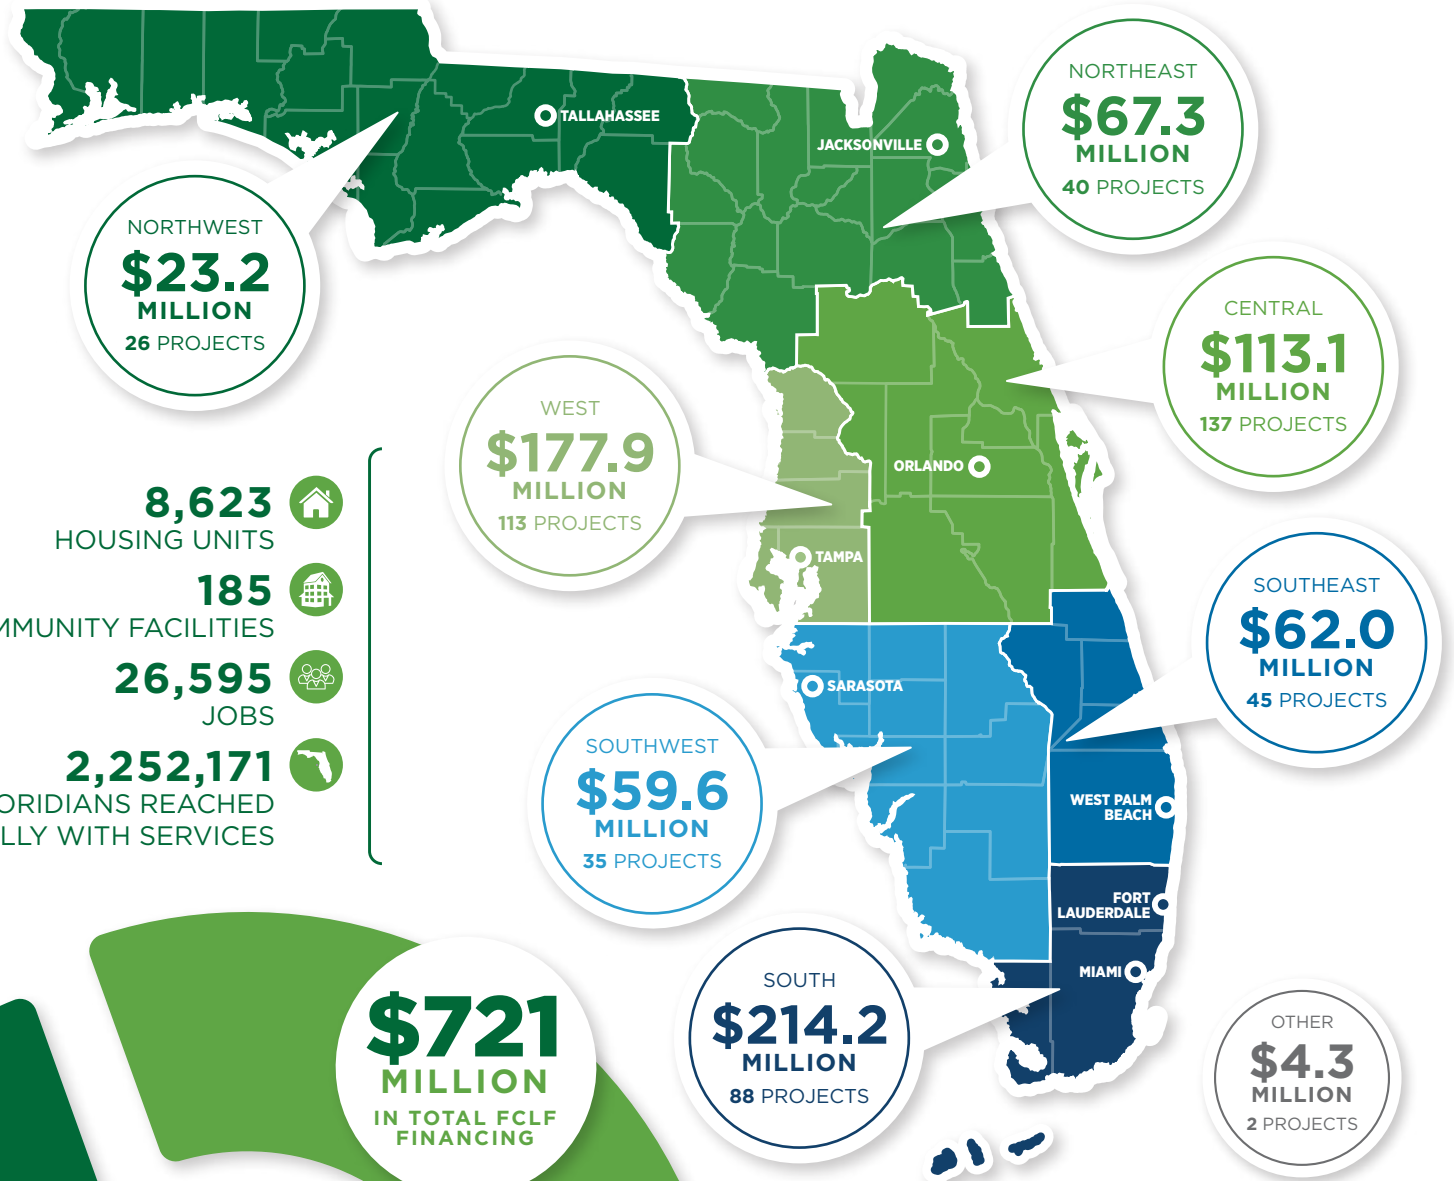 TALLAHASSEE
JACKSONVILLE
NORTHEAST
$67.3
MILLION
40 PROJECTS
NORTHWEST
$23.2
MILLION
26 PROJECTS
CENTRAL
$113.1
MILLION
137 PROJECTS
WEST
$177.9
MILLION
113 PROJECTS
ORLANDO
TAMPA
8,623
HOUSING UNITS
185
MMUNITY FACILITIES
26,595
JOBS
2,252,171
ORIDIANS REACHED
LLY WITH SERVICES
SOUTHEAST
$62.0
MILLION
45 PROJECTS
SARASOTA
SOUTHWEST
$59.6
MILLION
35 PROJECTS
WEST PALM
BEACH
FORT
LAUDERDALE
MIAMI
SOUTH
$214.2
MILLION
88 PROJECTS
$721
MILLION
IN TOTAL FCLF
FINANCING
OTHER
$4.3
MILLION
2 PROJECTS